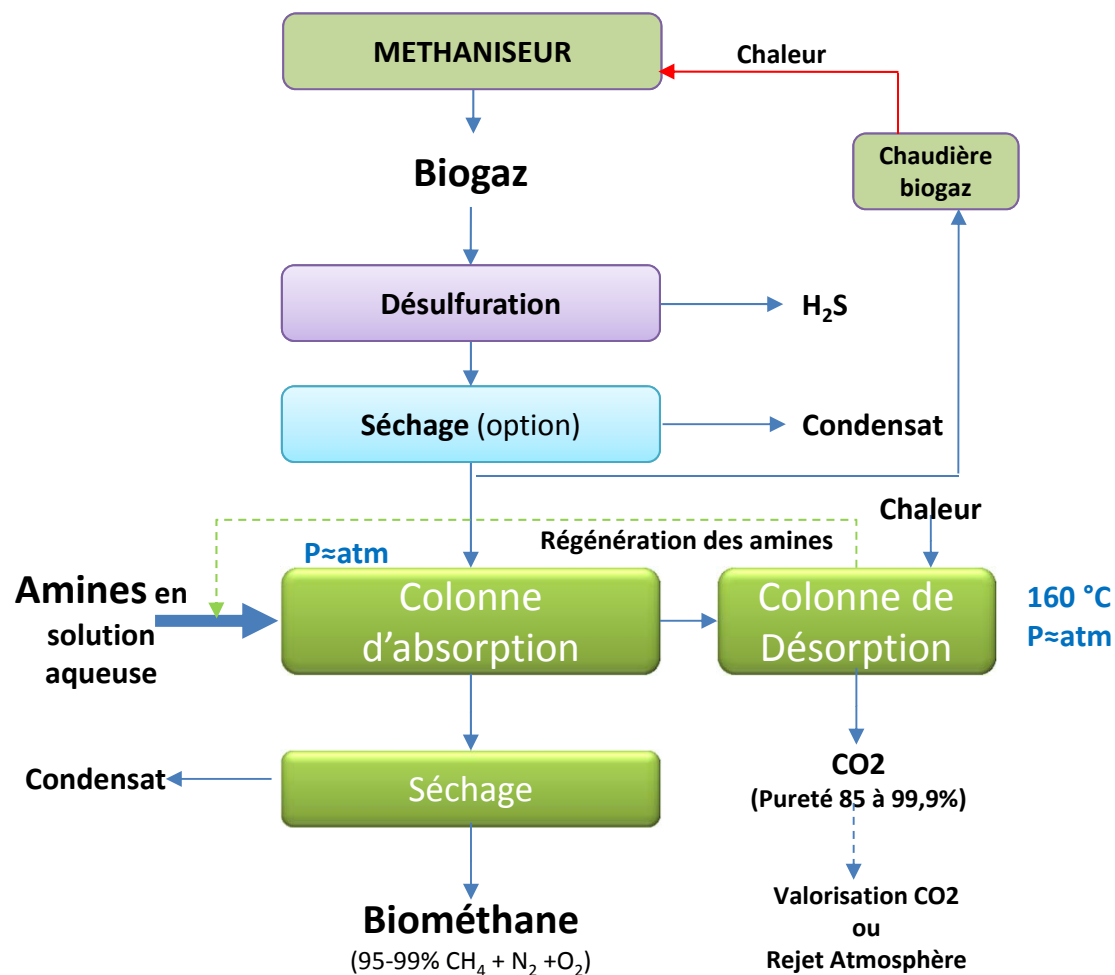 METHANISEUR
Chaleur
Chaudière
biogaz
Biogaz
Désulfuration
H₂S
Séchage (option)
Condensat
Chaleur
Régénération des amines
P≈atm
Amines en
solution
aqueuse
Colonne
d'absorption
Colonne de
Désorption
160 °C
P≈atm
Condensat
Séchage
CO2
(Pureté 85 à 99,9%)
Biométhane
(95-99% CH₄ + N₂ +O₂)
Valorisation CO2
ou
Rejet Atmosphère